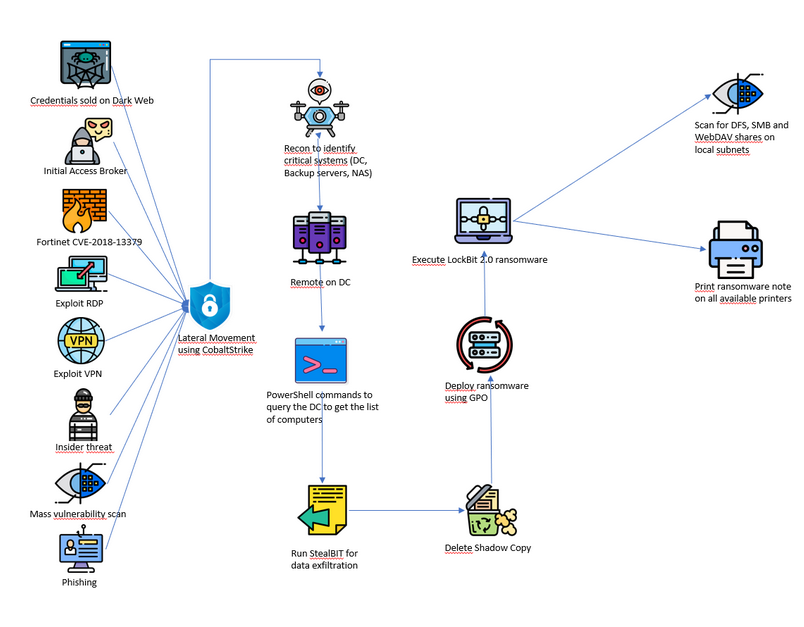 Credentials sold on Dark Web
Initial Access Broker
Fortinet CVE-2018-13379
Exploit RDP
VPN
Exploit VPN
Insider threat
Mass vulnerability scan
Phishing
Lateral Movement
using CobaltStrike
Recon to identify
critical systems (DC,
Backup servers, NAS)
Remote on DC
PowerShell commands to
query the DC to get the list
of computers
Run StealBIT for
data exfiltration
Delete Shadow Copy
Deploy ransomware
using GPO
Execute LockBit 2.0 ransomware
Scan for DFS, SMB and
WebDAV shares on
local subnets
Print ransomware note
on all available printers